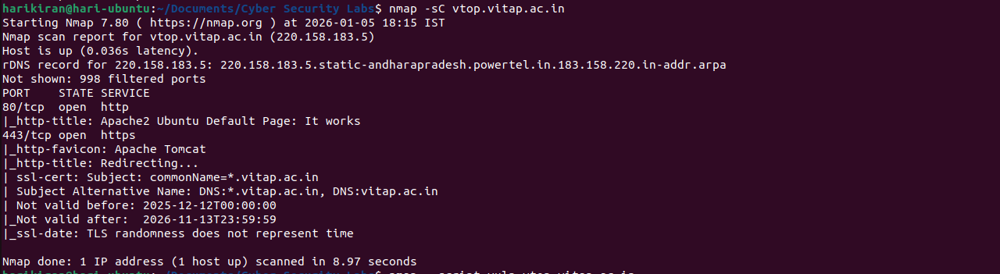 harikiran@hari-ubuntu:~/Documents/Cyber Security Labs$ nmap -sC vtop.vitap.ac.in
Starting Nmap 7.80 ( https://nmap.org ) at 2026-01-05 18:15 IST
Nmap scan report for vtop.vitap.ac.in (220.158.183.5)
Host is up (0.036s latency).
rDNS record for 220.158.183.5: 220.158.183.5.static-andharapradesh.powertel.in.183.158.220.in-addr.arpa
Not shown: 998 filtered ports
PORT    STATE SERVICE
80/tcp  open  http
|_http-title: Apache2 Ubuntu Default Page: It works
443/tcp open  https
|_http-favicon: Apache Tomcat
|_http-title: Redirecting...
| ssl-cert: Subject: commonName=*.vitap.ac.in
| Subject Alternative Name: DNS:*.vitap.ac.in, DNS:vitap.ac.in
| Not valid before: 2025-12-12T00:00:00
|_Not valid after:  2026-11-13T23:59:59
|_ssl-date: TLS randomness does not represent time
Nmap done: 1 IP address (1 host up) scanned in 8.97 seconds
harikiran@hari-ubuntu:~/Documents/Cyber Security Labs$